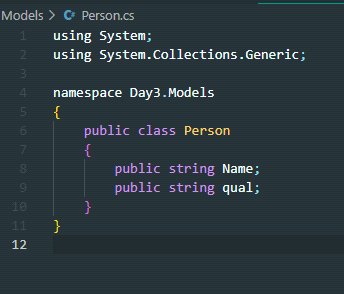 Models > Person.cs
1 using System;
2 using System.Collections.Generic;
3
4 namespace Day3.Models
5 {
6     public class Person
7     {
8         public string Name;
9         public string qual;
10     }
11 }
12